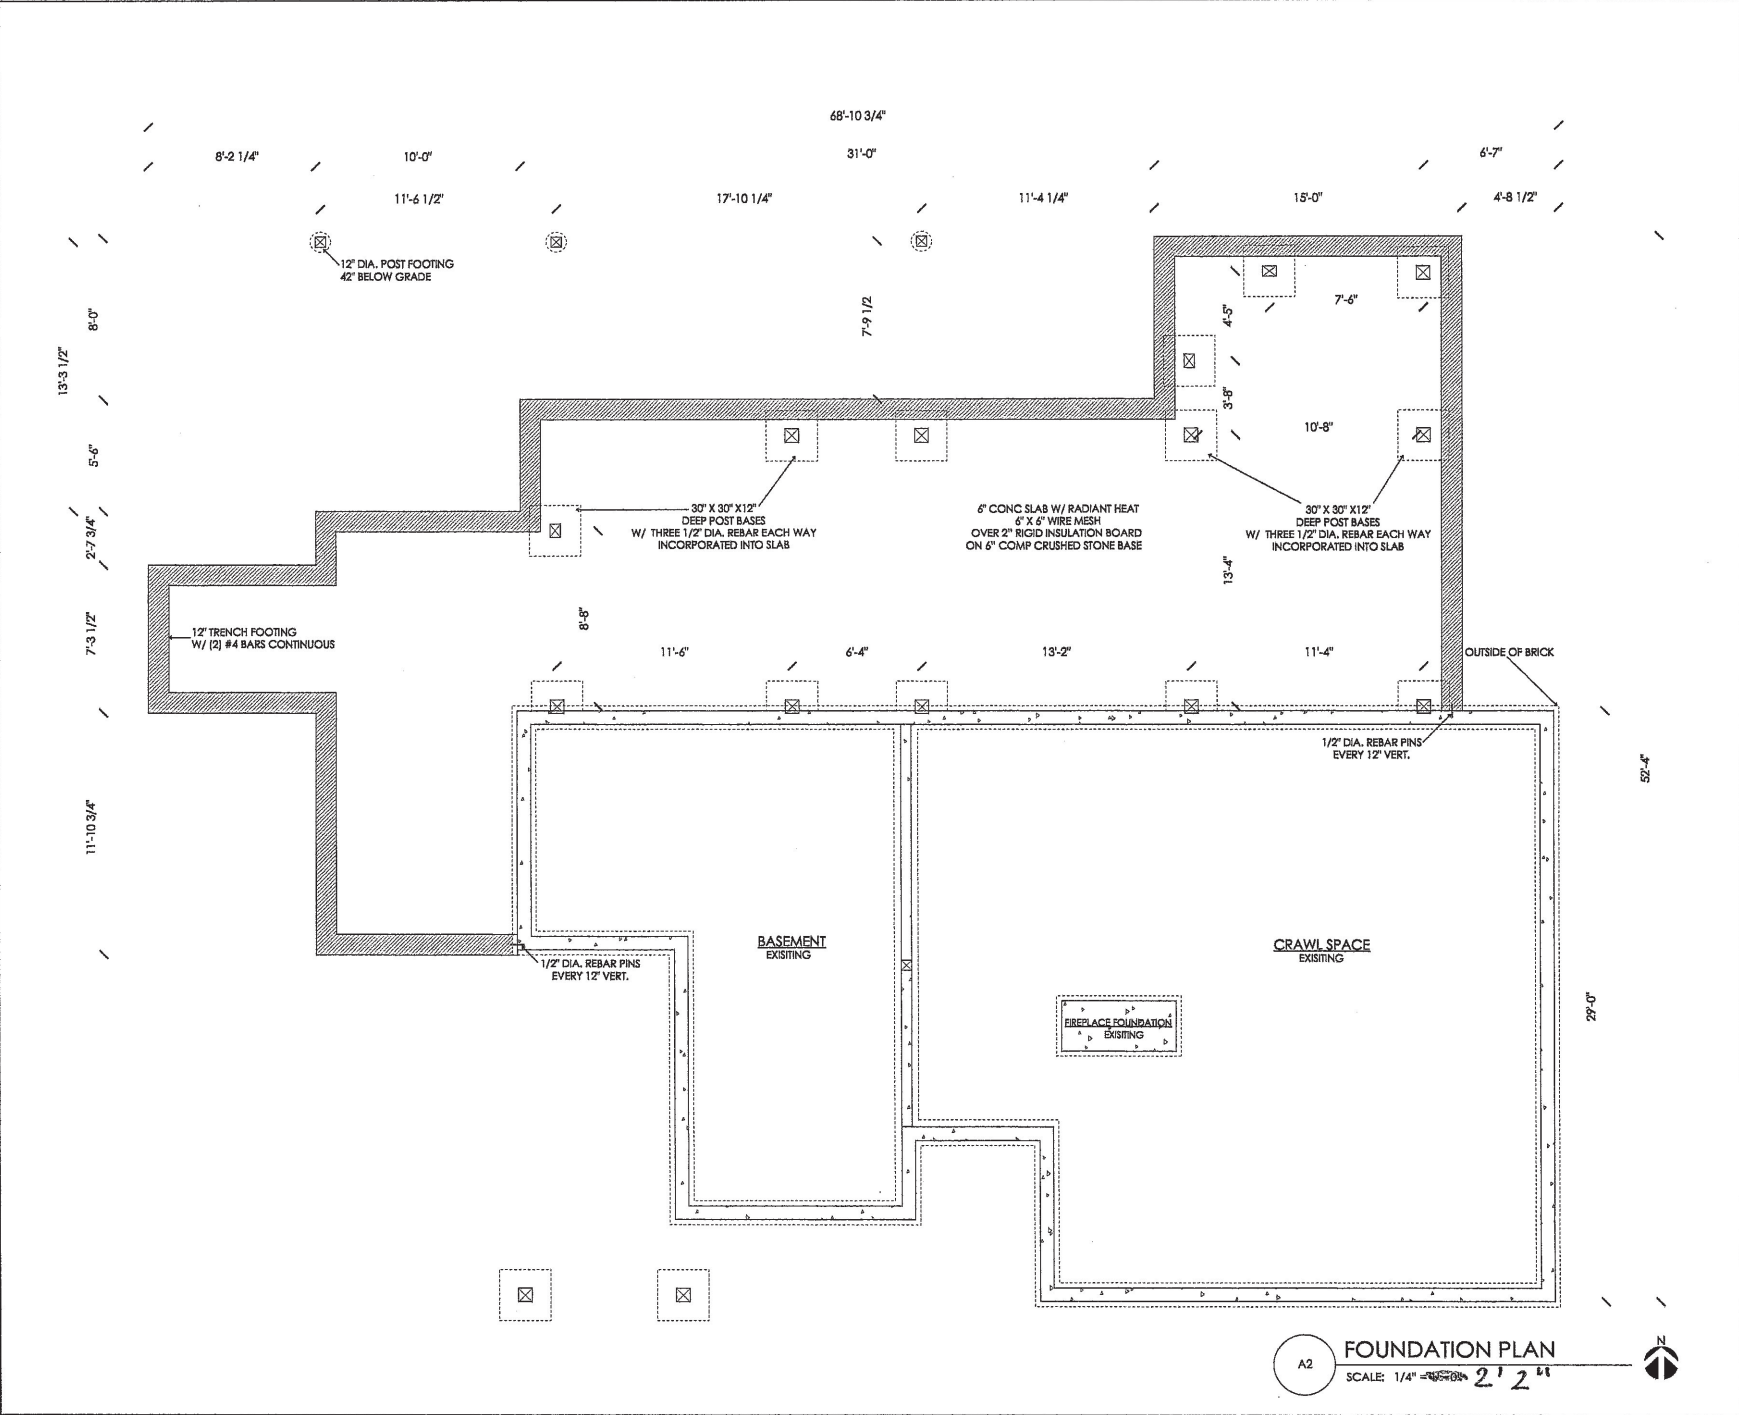 68'-10 3/4"
8'-2 1/4"
10'-0"
31'-0"
6'-7"
11'-6 1/2"
17'-10 1/4"
11'-4 1/4"
15'-0"
4'-8 1/2"
12" DIA. POST FOOTING
42" BELOW GRADE
8'-0"
7'-9 1/2
4'-5"
7'-6"
13'-3 1/2"
3'-8"
10'-8"
5'-6"
30" X 30" X12"
DEEP POST BASES
W/ THREE 1/2" DIA. REBAR EACH WAY
INCORPORATED INTO SLAB
6" CONC SLAB W/ RADIANT HEAT
6" X 6" WIRE MESH
OVER 2" RIGID INSULATION BOARD
ON 6" COMP CRUSHED STONE BASE
30" X 30" X12"
DEEP POST BASES
W/ THREE 1/2" DIA. REBAR EACH WAY
INCORPORATED INTO SLAB
2'-7 3/4"
13'-4"
8'-8"
7'-3 1/2"
12" TRENCH FOOTING
W/ (2) #4 BARS CONTINUOUS
11'-6"
6'-4"
13'-2"
11'-4"
OUTSIDE OF BRICK
1/2" DIA. REBAR PINS
EVERY 12" VERT.
52'-4"
11'-10 3/4"
BASEMENT
EXISITING
CRAWL SPACE
EXISITING
1/2" DIA. REBAR PINS
EVERY 12" VERT.
29'-0"
FIREPLACE FOUNDATION
EXISITING
A2
FOUNDATION PLAN
N
SCALE: 1/4" = 2' 2"